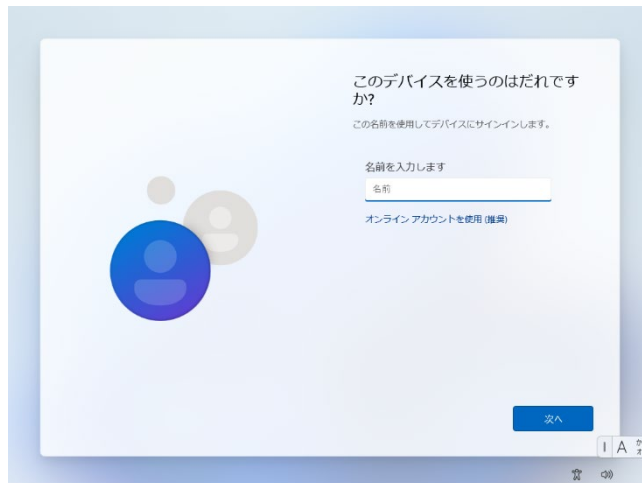 このデバイスを使うのはだれです
か?
この名前を使用してデバイスにサインインします。
名前を入力します
名前
オンライン アカウントを使用 (推奨)
次へ
A